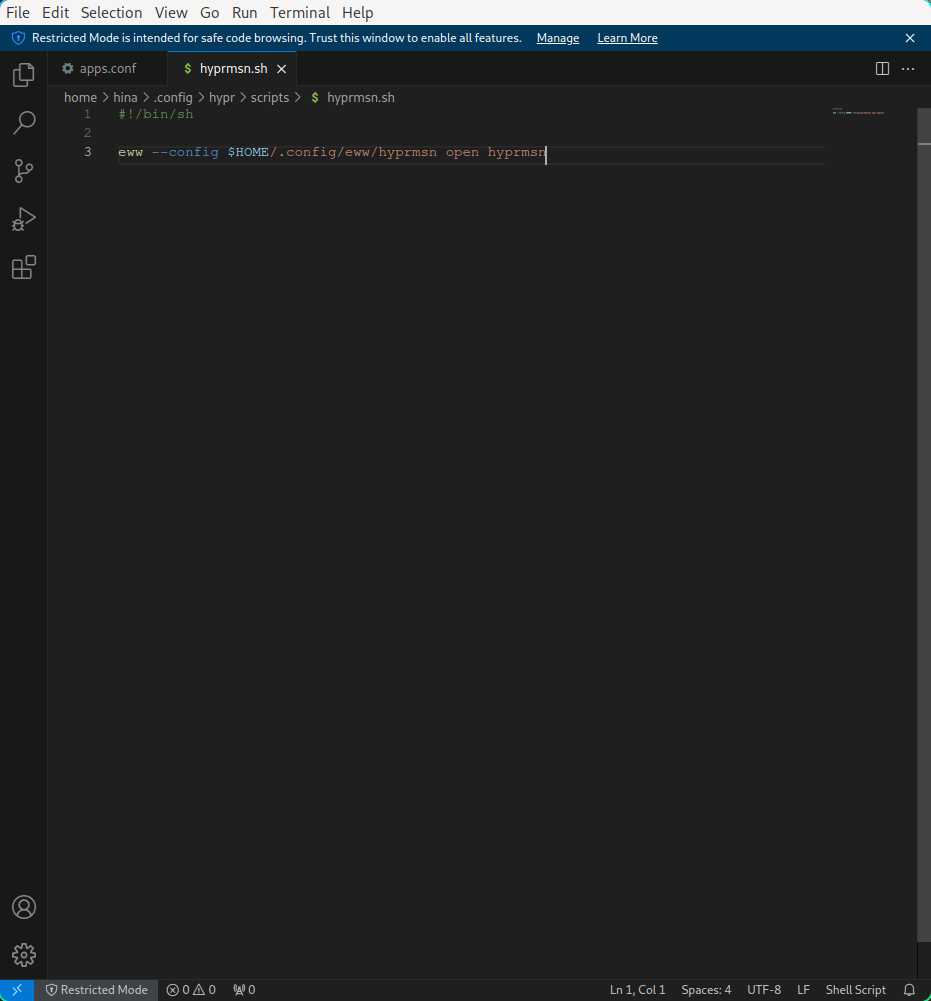 File Edit Selection View Go Run Terminal Help
Restricted Mode is intended for safe code browsing. Trust this window to enable all features. Manage Learn More
apps.conf $ hyprmsn.sh
home > hina > .config > hypr > scripts > $ hyprmsn.sh
1 #!/bin/sh
2
3 eww --config $HOME/.config/eww/hyprmsn open hyprmsn
Restricted Mode 0 0 0 Ln 1, Col 1 Spaces: 4 UTF-8 LF Shell Script